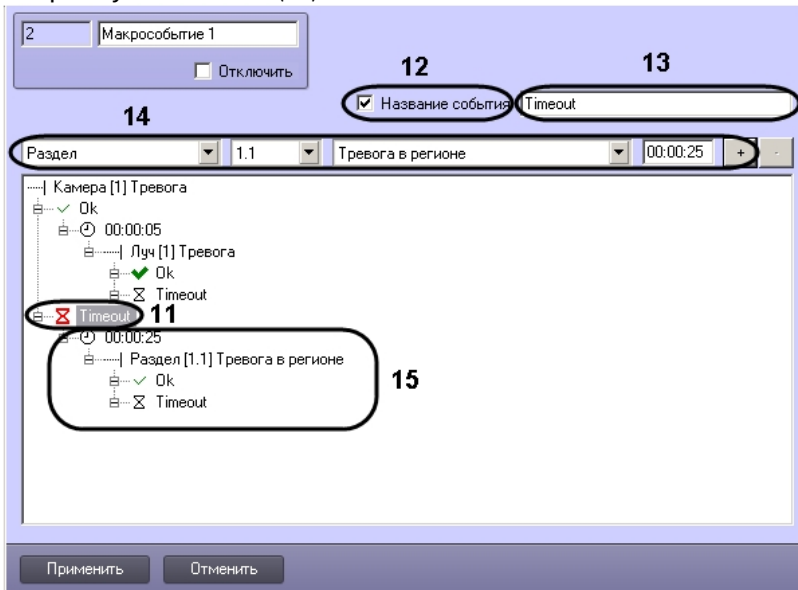 2 Макрособытие 1
Отключить
12 13
Название события Timeout
14
Раздел 1.1 Тревога в регионе 00:00:25 + -
Камера [1] Тревога
Ok
00:00:05
Луч [1] Тревога
Ok
Timeout
Timeout 11
00:00:25
Раздел [1.1] Тревога в регионе
Ok 15
Timeout
Применить Отменить